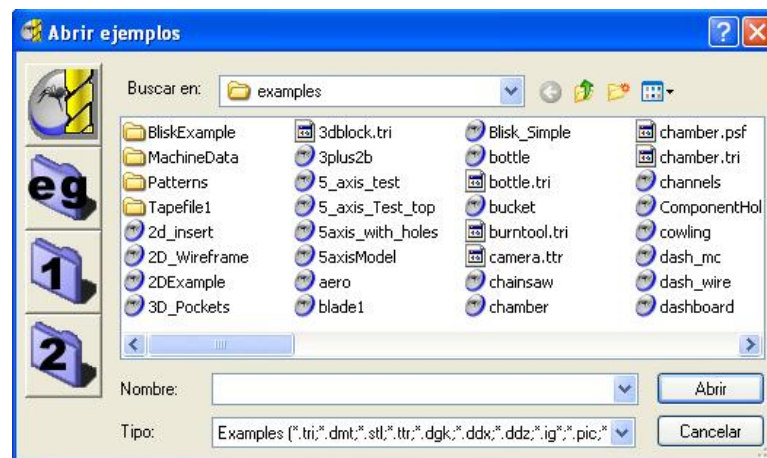 Abrir ejemplos
Buscar en: examples
BliskExample 3dblock.tri Blisk_Simple chamber.psf
MachineData 3plus2b bottle chamber.tri
Patterns 5_axis_test bottle.tri channels
Tapefile1 5_axis_Test_top bucket ComponentHol
2d_insert 5axis_with_holes burntool.tri cowling
2D_Wireframe 5axisModel camera.ttr dash_mc
2DExample aero chainsaw dash_wire
3D_Pockets blade1 chamber dashboard
eg
1
2
Nombre: Abrir
Tipo: Examples (*.tri;*.dmt;*.stl;*.ttr;*.dgk;*.ddx;*.ddz;*.ig*;*.pic;* Cancelar